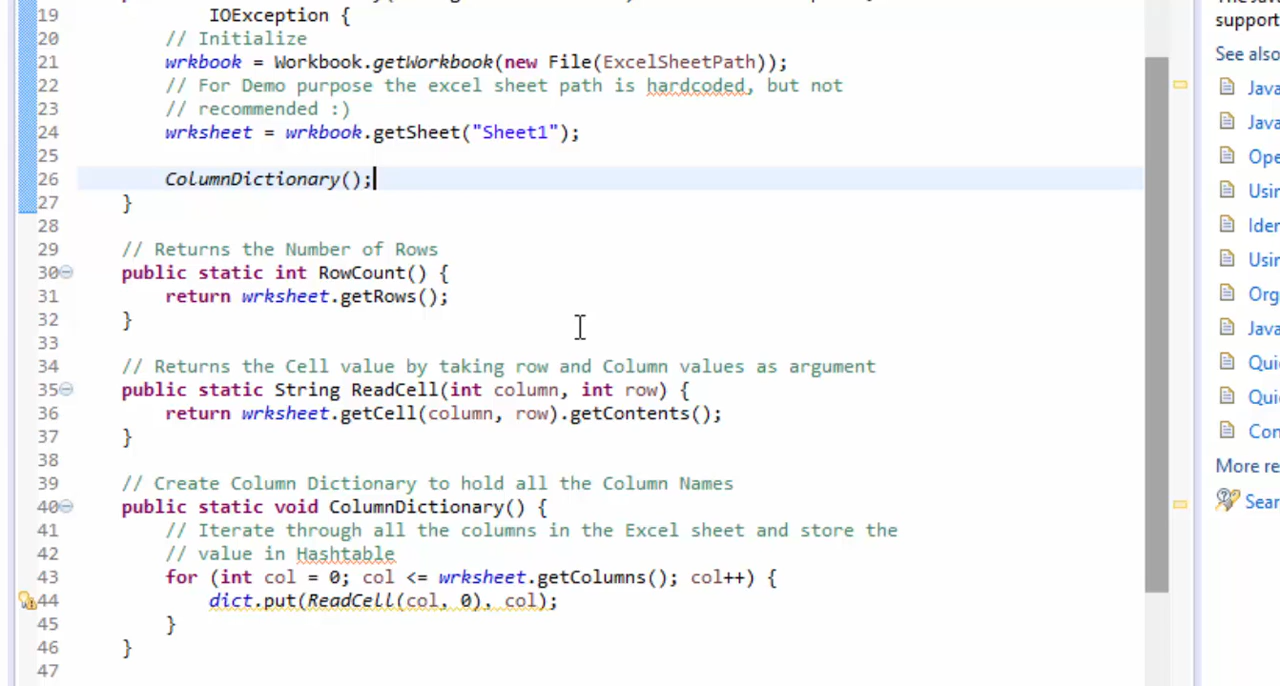 19 IOException {
20 // Initialize
21 wrkbook = Workbook.getWorkbook(new File(ExcelSheetPath));
22 // For Demo purpose the excel sheet path is hardcoded, but not
23 // recommended :)
24 wrksheet = wrkbook.getSheet("Sheet1");
25
26 ColumnDictionary();
27 }
28
29 // Returns the Number of Rows
30 public static int RowCount() {
31 return wrksheet.getRows();
32 }
33
34 // Returns the Cell value by taking row and Column values as argument
35 public static String ReadCell(int column, int row) {
36 return wrksheet.getCell(column, row).getContents();
37 }
38
39 // Create Column Dictionary to hold all the Column Names
40 public static void ColumnDictionary() {
41 // Iterate through all the columns in the Excel sheet and store the
42 // value in Hashtable
43 for (int col = 0; col <= wrksheet.getColumns(); col++) {
44 dict.put(ReadCell(col, 0), col);
45 }
46 }
47
support
See also
Java
Java
Ope
Usin
Iden
Usin
Org
Java
Quic
Quic
Con
More re
Sear